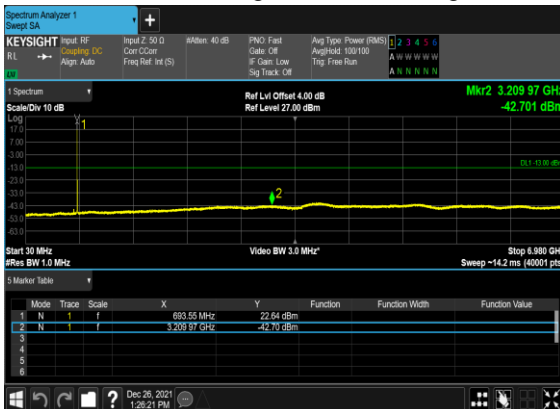 Spectrum Analyzer 1
Swept SA
+
KEYSIGHT Input: RF Input Z: 50 Ω #Atten: 40 dB PNO: Fast Avg Type: Power (RMS) 1 2 3 4 5 6
RL Coupling: DC Corr CCorr Gate: Off Avg|Hold: 100/100 A W W W W W
Align: Auto Freq Ref: Int (S) IF Gain: Low Trig: Free Run
Sig Track: Off A N N N N N
1 Spectrum Ref Lvl Offset 4.00 dB Mkr2 3.209 97 GHz
Scale/Div 10 dB Ref Level 27.00 dBm -42.701 dBm
Log
17.0
7.00
-3.00
-13.0 DL1 -13.00 dBm
-23.0
-33.0
-43.0
-53.0
-63.0
1
2
Start 30 MHz Video BW 3.0 MHz* Stop 6.980 GHz
#Res BW 1.0 MHz Sweep ~14.2 ms (40001 pts)
5 Marker Table
Mode Trace Scale X Y Function Function Width Function Value
1 N 1 f 693.55 MHz 22.64 dBm
2 N 1 f 3.209 97 GHz -42.70 dBm
3
4
5
6
? Dec 26, 2021
1:26:21 PM